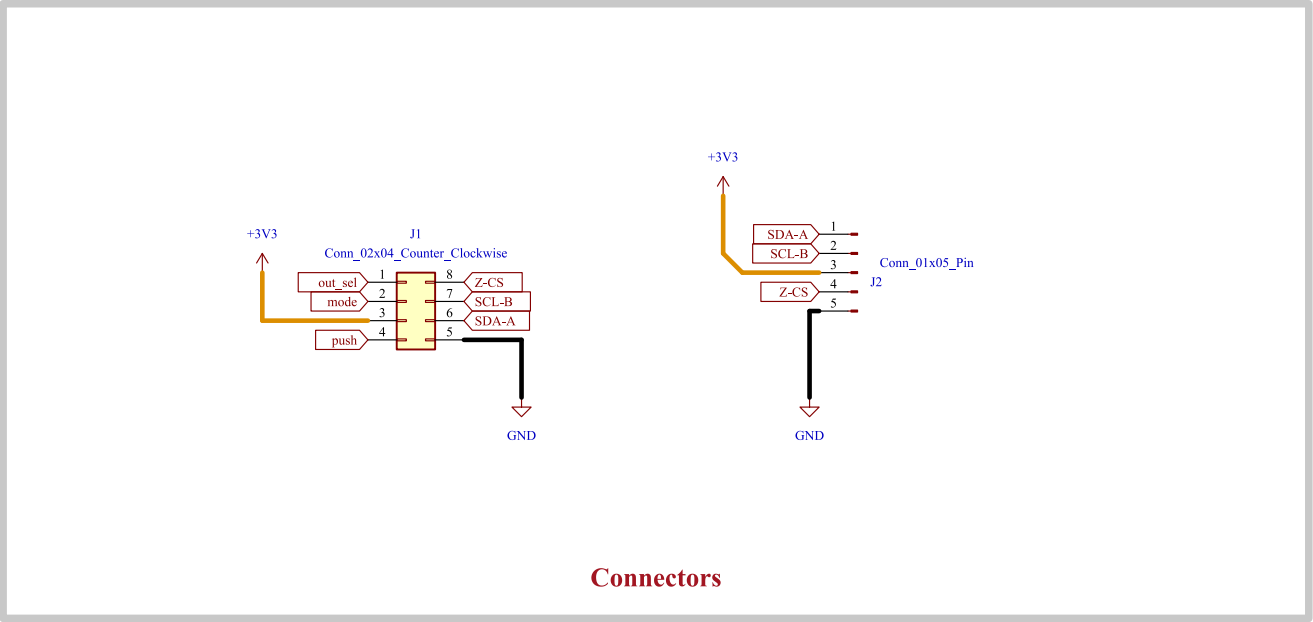 +3V3
J1
Conn_02x04_Counter_Clockwise
out_sel 1 8 Z-CS
mode 2 7 SCL-B
3 6 SDA-A
push 4 5
GND
+3V3
SDA-A 1
SCL-B 2
3 Conn_01x05_Pin
Z-CS 4 J2
5
GND
Connectors